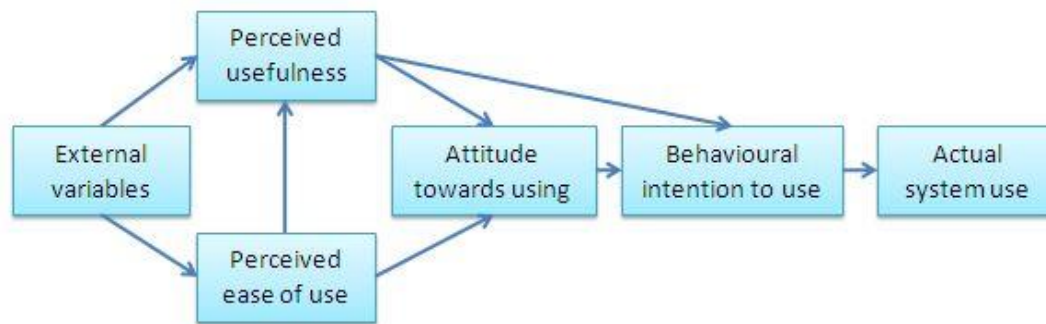 Perceived
usefulness
External
variables
Attitude
towards using
Behavioural
intention to use
Actual
system use
Perceived
ease of use